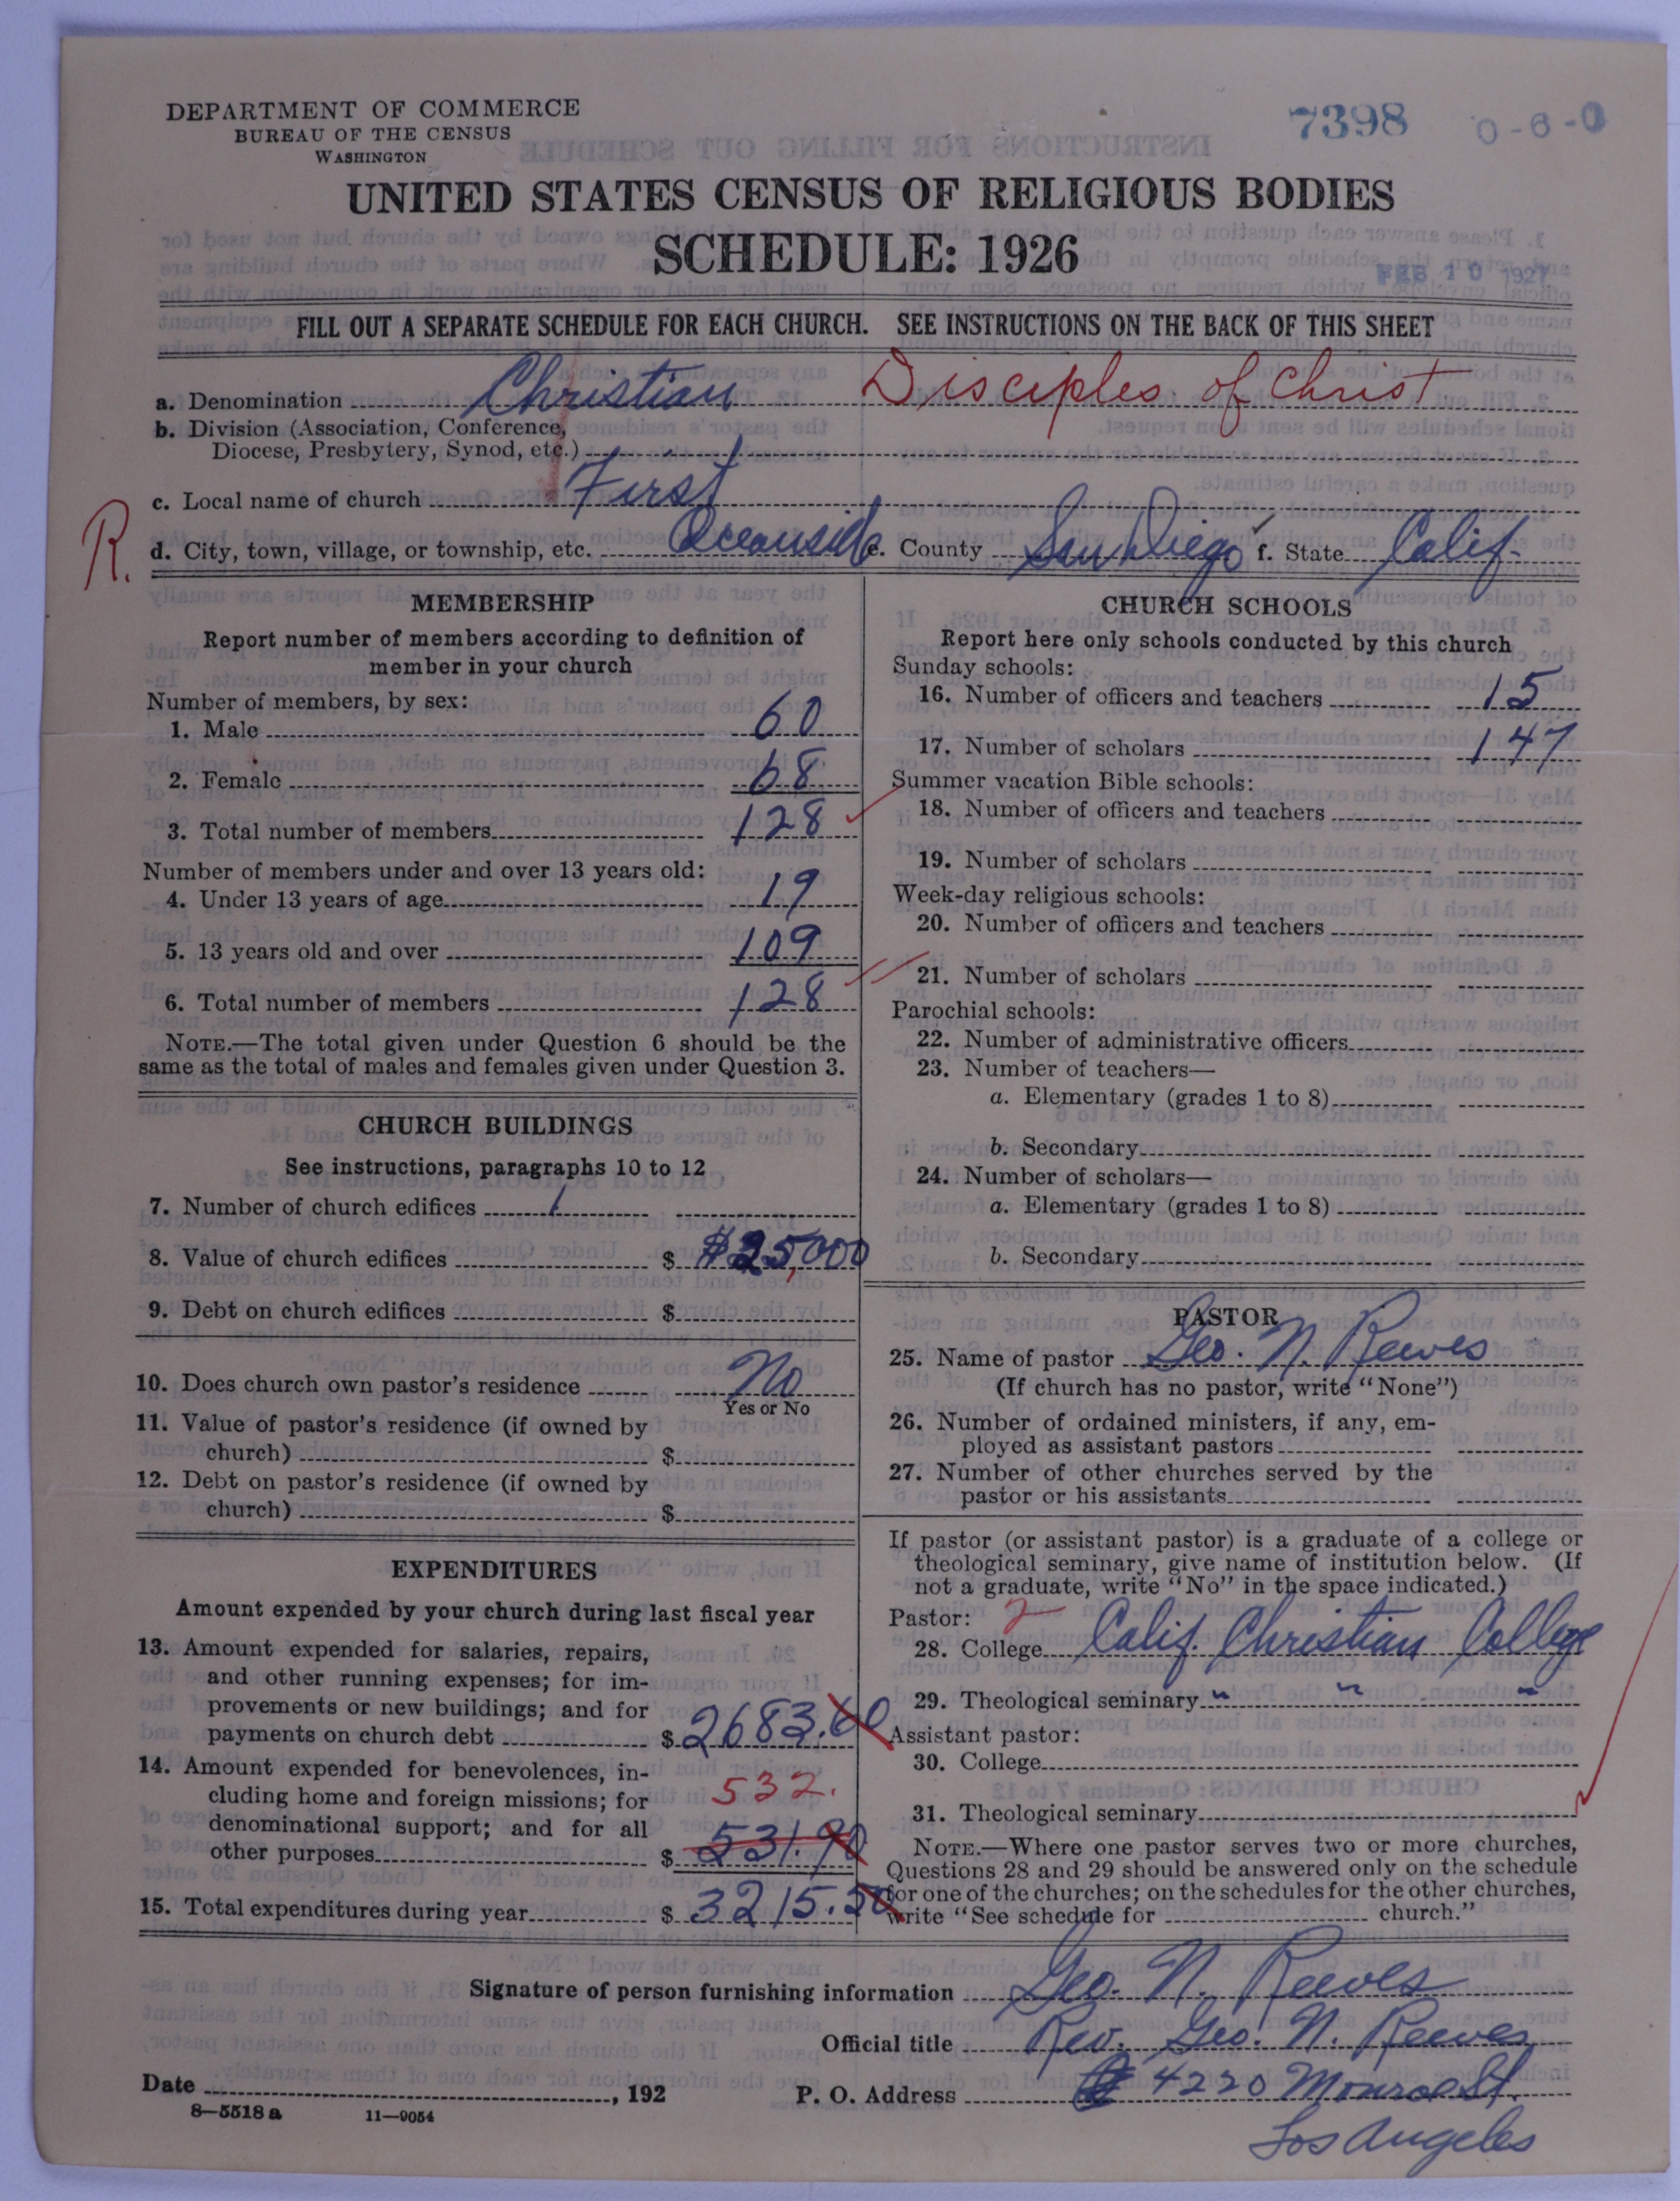 DEPARTMENT OF COMMERCE
BUREAU OF THE CENSUS
WASHINGTON
7398 0-6-0
UNITED STATES CENSUS OF RELIGIOUS BODIES
SCHEDULE: 1926
FEB 10 1927
FILL OUT A SEPARATE SCHEDULE FOR EACH CHURCH. SEE INSTRUCTIONS ON THE BACK OF THIS SHEET
a. Denomination Christian Disciples of Christ
b. Division (Association, Conference,
Diocese, Presbytery, Synod, etc.)
c. Local name of church First
R.
d. City, town, village, or township, etc. Oceanside e. County San Diego f. State Calif.
MEMBERSHIP
Report number of members according to definition of
member in your church
Number of members, by sex:
1. Male 60
2. Female 68
3. Total number of members 128
Number of members under and over 13 years old:
4. Under 13 years of age 19
5. 13 years old and over 109
6. Total number of members 128
NOTE.—The total given under Question 6 should be the
same as the total of males and females given under Question 3.
CHURCH BUILDINGS
See instructions, paragraphs 10 to 12
7. Number of church edifices 1
8. Value of church edifices $ $25,000
9. Debt on church edifices $
10. Does church own pastor's residence No
Yes or No
11. Value of pastor's residence (if owned by
church) $
12. Debt on pastor's residence (if owned by
church) $
EXPENDITURES
Amount expended by your church during last fiscal year
13. Amount expended for salaries, repairs,
and other running expenses; for im-
provements or new buildings; and for
payments on church debt $ 2683.60
14. Amount expended for benevolences, in-
cluding home and foreign missions; for 532.
denominational support; and for all
other purposes $ 531.90
15. Total expenditures during year $ 3215.50
CHURCH SCHOOLS
Report here only schools conducted by this church
Sunday schools:
16. Number of officers and teachers 15
17. Number of scholars 147
Summer vacation Bible schools:
18. Number of officers and teachers
19. Number of scholars
Week-day religious schools:
20. Number of officers and teachers
21. Number of scholars
Parochial schools:
22. Number of administrative officers
23. Number of teachers—
a. Elementary (grades 1 to 8)
b. Secondary
24. Number of scholars—
a. Elementary (grades 1 to 8)
b. Secondary
PASTOR
25. Name of pastor Geo. N. Reeves
(If church has no pastor, write "None")
26. Number of ordained ministers, if any, em-
ployed as assistant pastors
27. Number of other churches served by the
pastor or his assistants
If pastor (or assistant pastor) is a graduate of a college or
theological seminary, give name of institution below. (If
not a graduate, write "No" in the space indicated.)
Pastor: 2
28. College Calif. Christian College
29. Theological seminary " " "
Assistant pastor:
30. College
31. Theological seminary
NOTE.—Where one pastor serves two or more churches,
Questions 28 and 29 should be answered only on the schedule
for one of the churches; on the schedules for the other churches,
write "See schedule for church."
Signature of person furnishing information Geo. N. Reeves
Official title Rev. Geo. N. Reeves
Date , 192 P. O. Address 4220 Monroe St.
8—5518 a 11—9054
Los Angeles